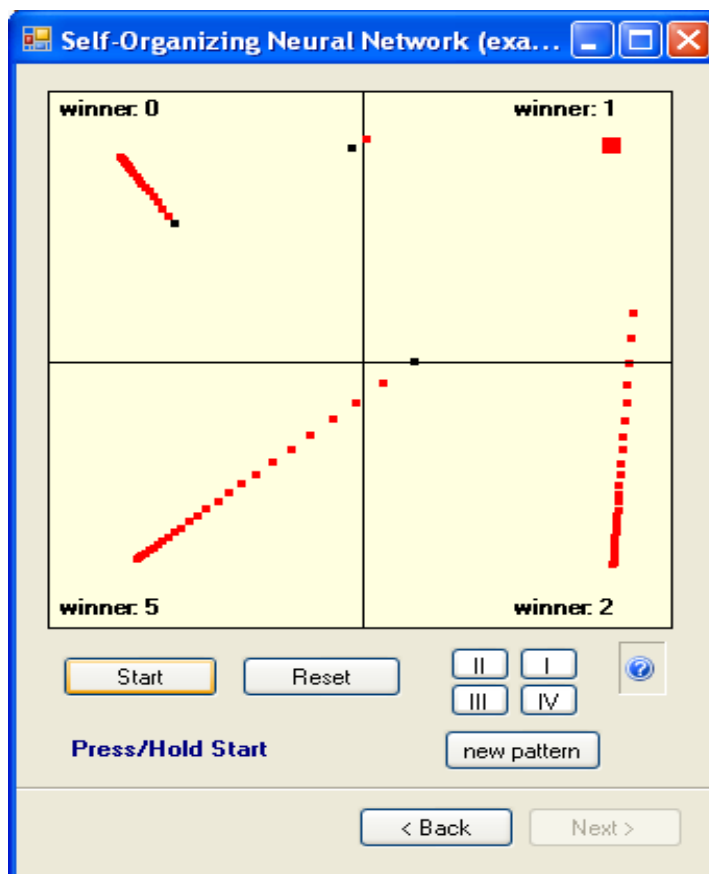 Self-Organizing Neural Network (exa...
winner: 0
winner: 1
winner: 5
winner: 2
Start
Reset
II
I
III
IV
Press/Hold Start
new pattern
< Back
Next >